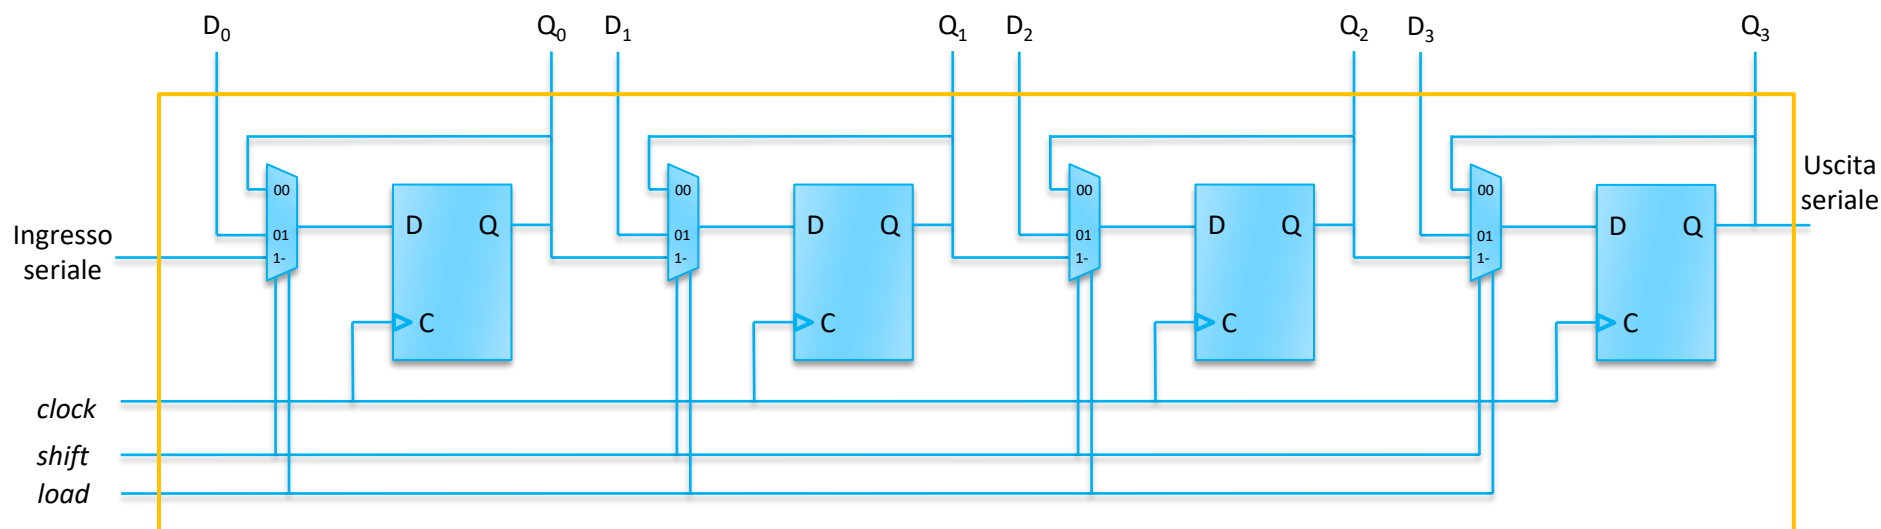 D0 Q0 D1 Q1 D2 Q2 D3 Q3
00 00 00 00
Uscita
seriale
D Q D Q D Q D Q
01 01 01 01
Ingresso
seriale
1- 1- 1- 1-
C C C C
clock
shift
load